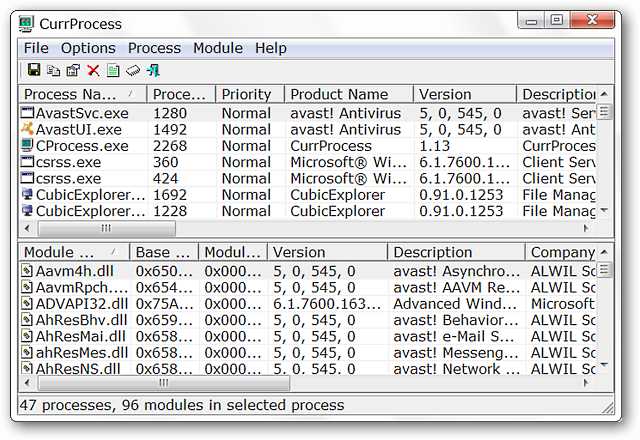 CurrProcess
File Options Process Module Help
Process Na... Proce... Priority Product Name Version Description
AvastSvc.exe 1280 Normal avast! Antivirus 5, 0, 545, 0 avast! Ser
AvastUI.exe 1492 Normal avast! Antivirus 5, 0, 545, 0 avast! Ant
CProcess.exe 2268 Normal CurrProcess 1.13 CurrProces
csrss.exe 360 Normal Microsoft® Wi... 6.1.7600.1... Client Serv
csrss.exe 424 Normal Microsoft® Wi... 6.1.7600.1... Client Serv
CubicExplorer... 1692 Normal CubicExplorer 0.91.0.1253 File Manag
CubicExplorer... 1228 Normal CubicExplorer 0.91.0.1253 File Manag
Module ... Base ... Modul... Version Description Company
Aavm4h.dll 0x650... 0x000... 5, 0, 545, 0 avast! Asynchro... ALWIL So
AavmRpch.... 0x654... 0x000... 5, 0, 545, 0 avast! AAVM Re... ALWIL So
ADVAPI32.dll 0x75A... 0x000... 6.1.7600.163... Advanced Wind... Microsoft
AhResBhv.dll 0x659... 0x000... 5, 0, 545, 0 avast! Behavior... ALWIL So
AhResMai.dll 0x658... 0x000... 5, 0, 545, 0 avast! e-Mail S... ALWIL So
ahResMes.dll 0x658... 0x000... 5, 0, 545, 0 avast! Messeng... ALWIL So
AhResNS.dll 0x658... 0x000... 5, 0, 545, 0 avast! Network ... ALWIL So
47 processes, 96 modules in selected process